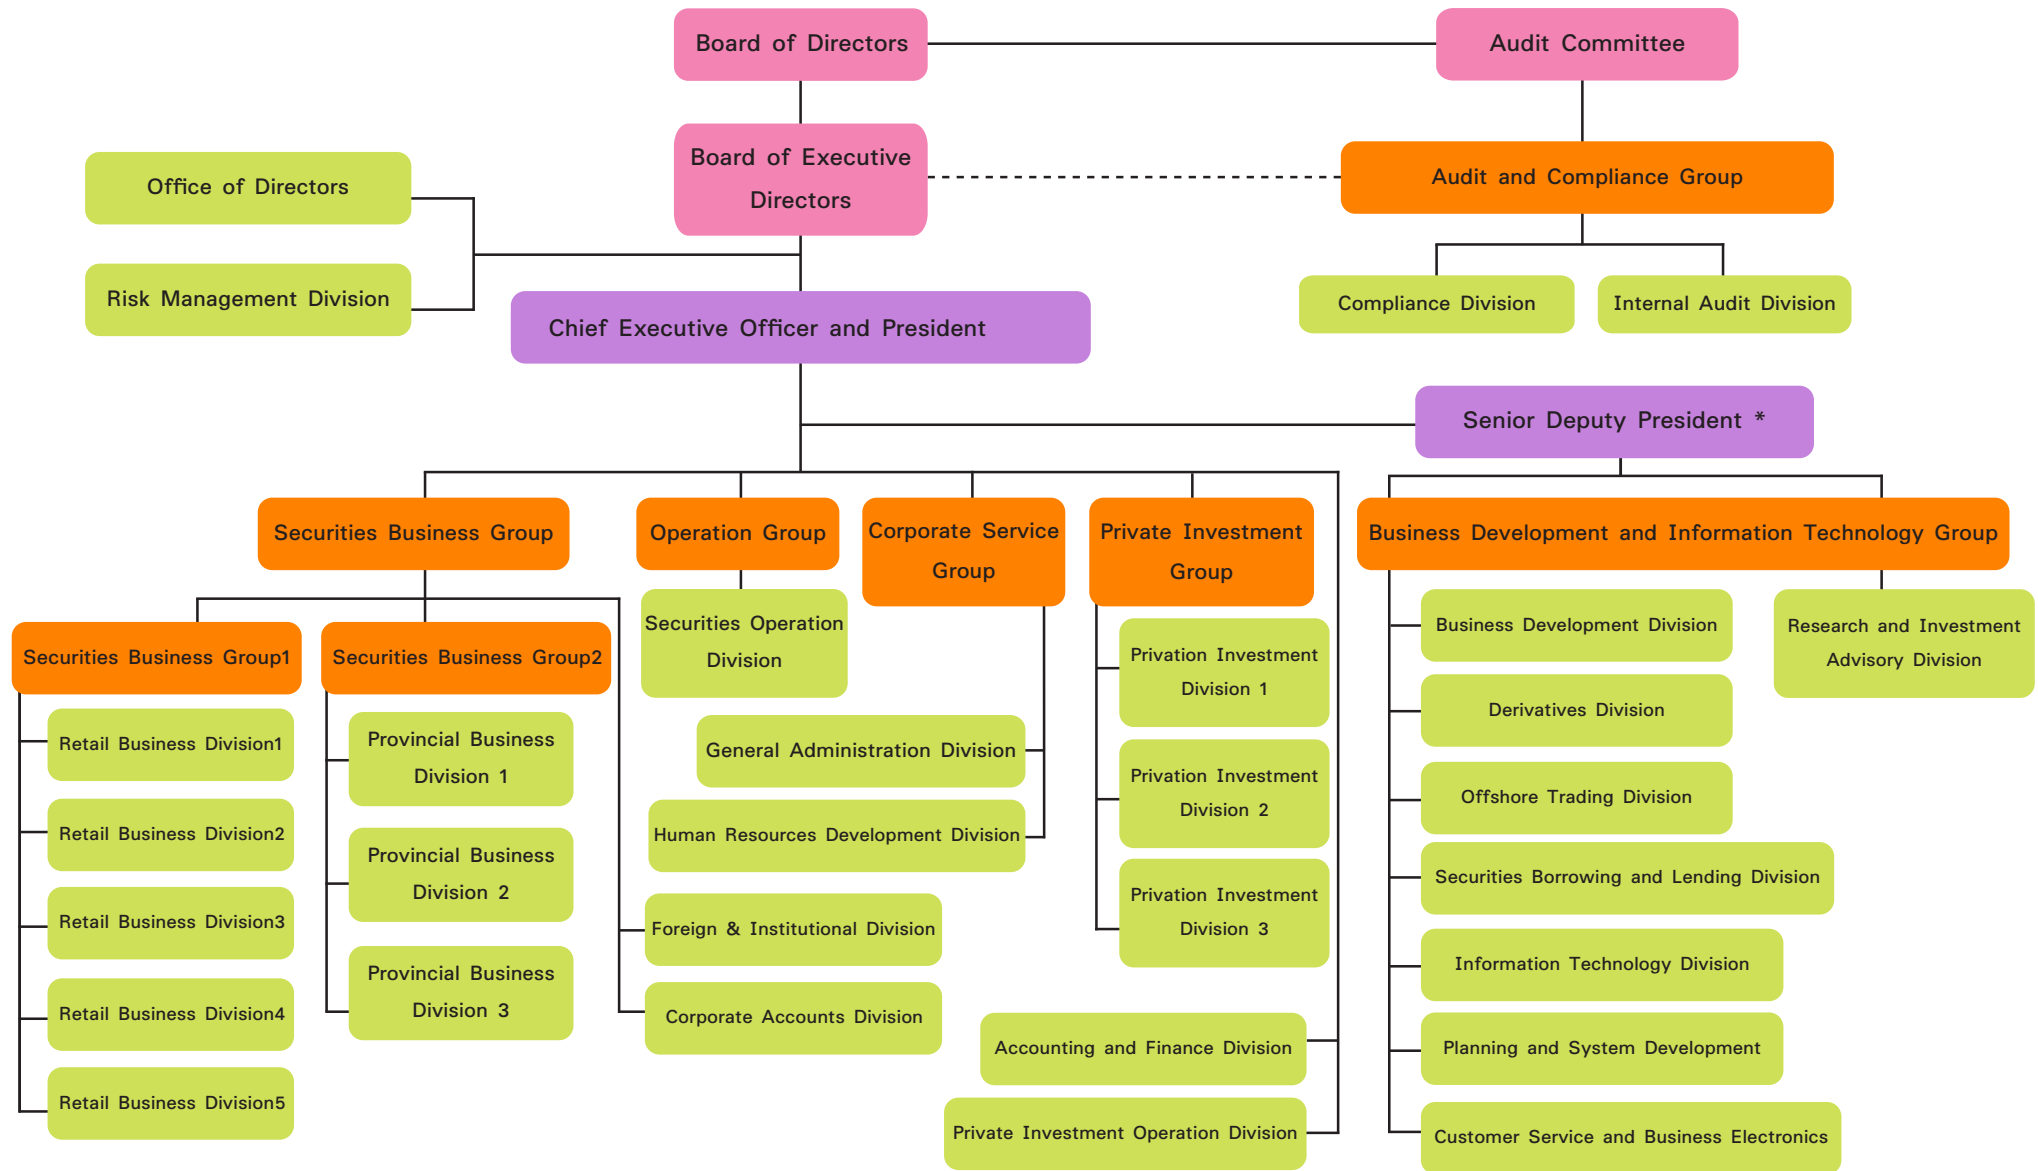 Board of Directors
Audit Committee
Board of Executive
Directors
Audit and Compliance Group
Office of Directors
Risk Management Division
Compliance Division
Internal Audit Division
Chief Executive Officer and President
Senior Deputy President *
Securities Business Group
Operation Group
Corporate Service
Group
Private Investment
Group
Business Development and Information Technology Group
Securities Business Group1
Retail Business Division1
Retail Business Division2
Retail Business Division3
Retail Business Division4
Retail Business Division5
Securities Business Group2
Provincial Business
Division 1
Provincial Business
Division 2
Provincial Business
Division 3
Securities Operation
Division
General Administration Division
Human Resources Development Division
Foreign & Institutional Division
Corporate Accounts Division
Privation Investment
Division 1
Privation Investment
Division 2
Privation Investment
Division 3
Accounting and Finance Division
Private Investment Operation Division
Business Development Division
Derivatives Division
Offshore Trading Division
Securities Borrowing and Lending Division
Information Technology Division
Planning and System Development
Customer Service and Business Electronics
Research and Investment
Advisory Division